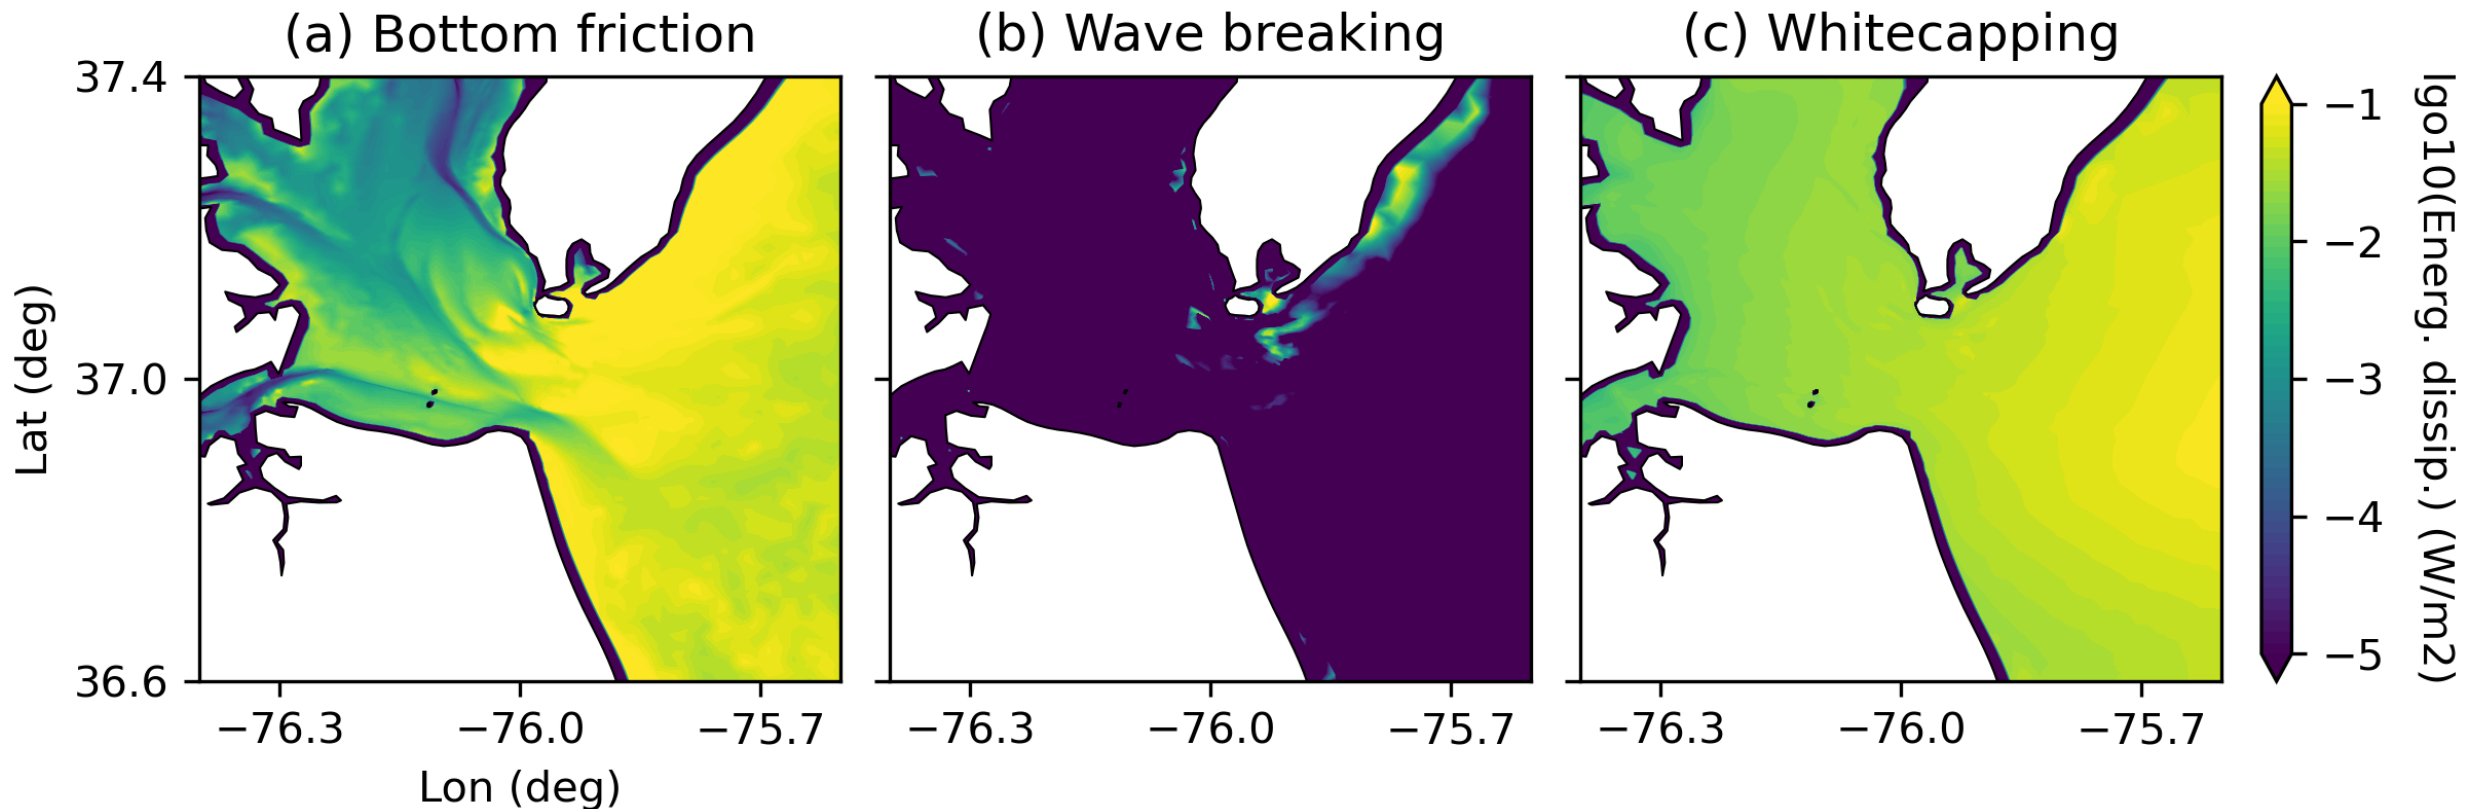 (a) Bottom friction
(b) Wave breaking
(c) Whitecapping
37.4
37.0
36.6
Lat (deg)
−76.3
−76.0
−75.7
Lon (deg)
−76.3
−76.0
−75.7
−76.3
−76.0
−75.7
−1
−2
−3
−4
−5
lgo10(Energ. dissip.) (W/m2)